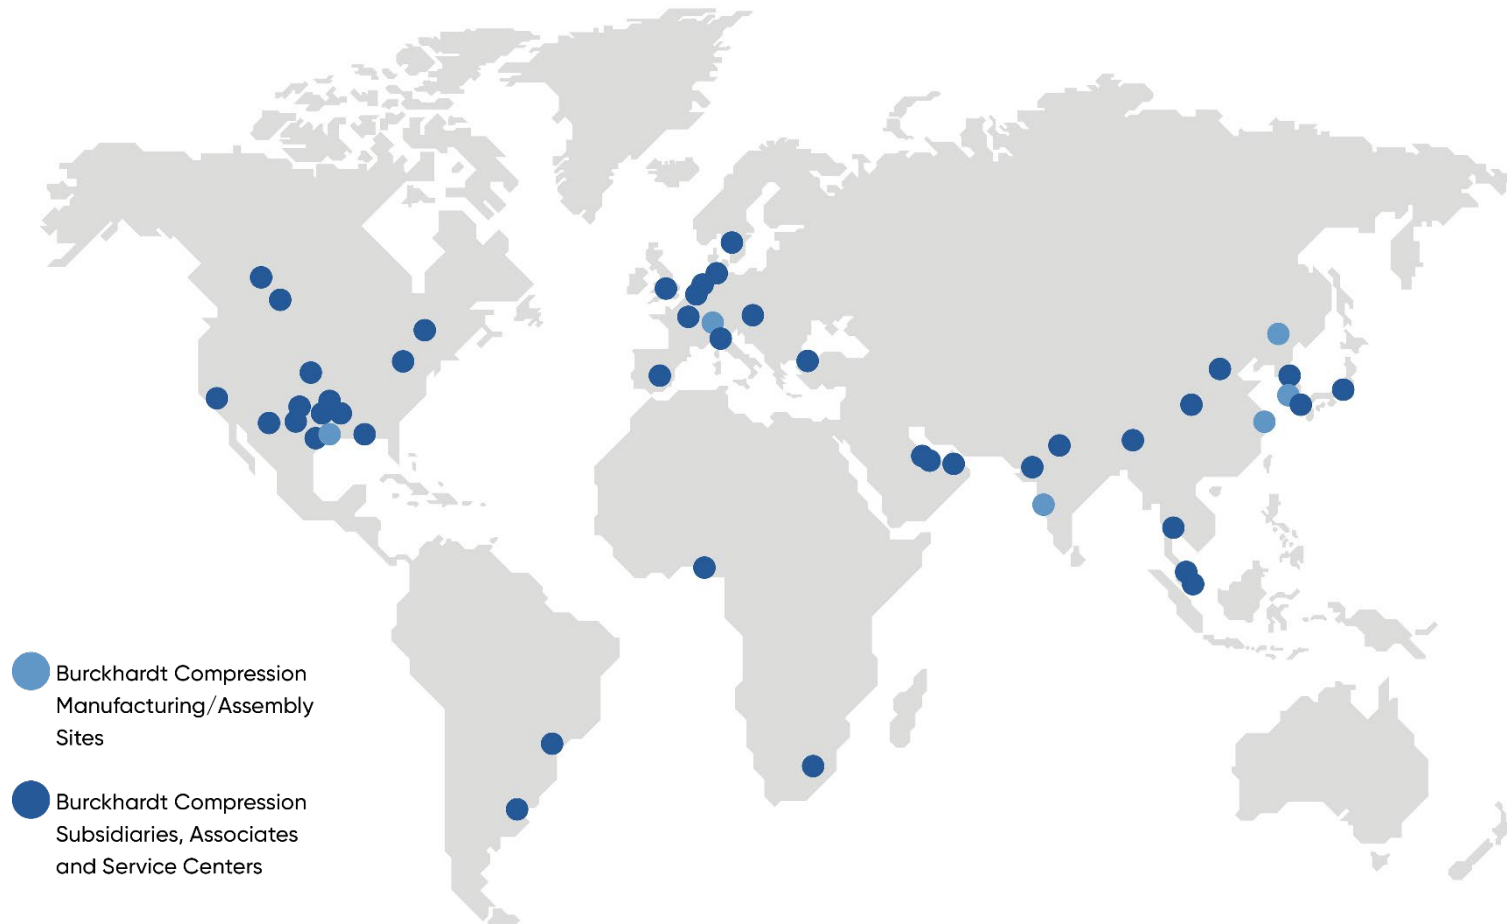 Burckhardt Compression
Manufacturing/Assembly
Sites
Burckhardt Compression
Subsidiaries, Associates
and Service Centers